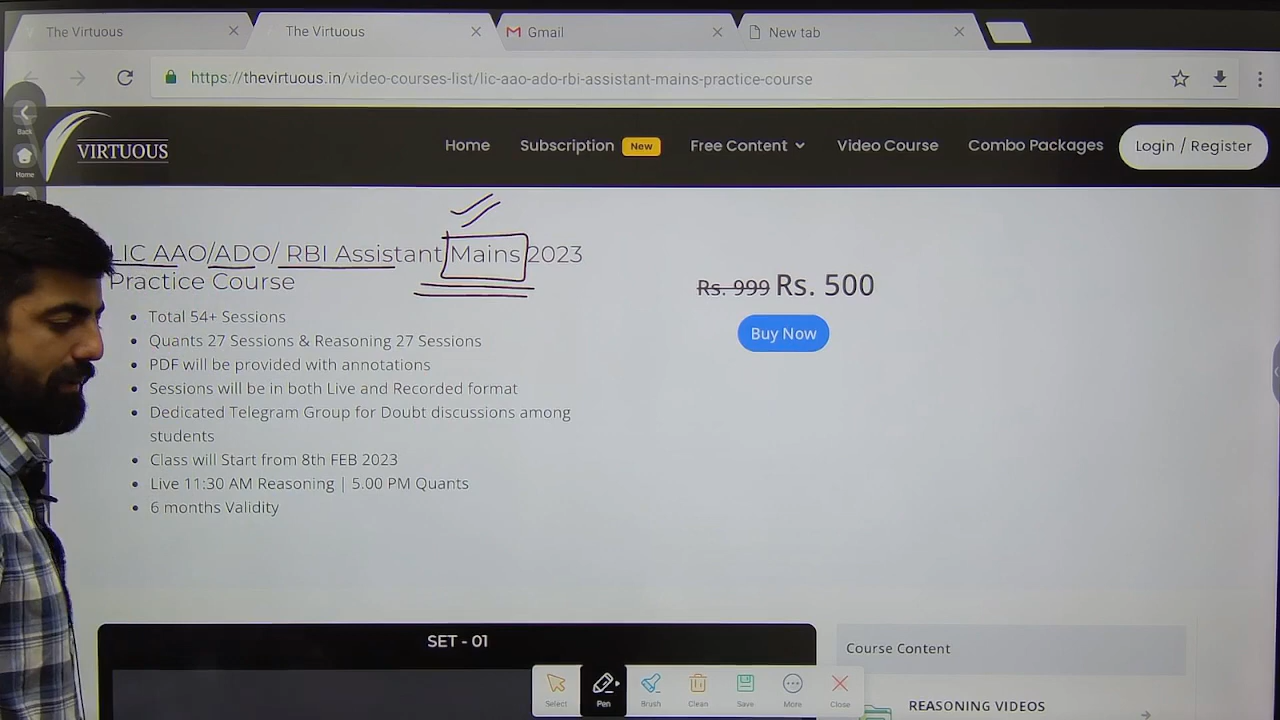 The Virtuous
The Virtuous
Gmail
New tab
https://thevirtuous.in/video-courses-list/lic-aao-ado-rbi-assistant-mains-practice-course
Back
Home
VIRTUOUS
Home Subscription New Free Content Video Course Combo Packages Login / Register
LIC AAO/ADO/ RBI Assistant Mains 2023
Practice Course
Total 54+ Sessions
Quants 27 Sessions & Reasoning 27 Sessions
PDF will be provided with annotations
Sessions will be in both Live and Recorded format
Dedicated Telegram Group for Doubt discussions among
students
Class will Start from 8th FEB 2023
Live 11:30 AM Reasoning | 5.00 PM Quants
6 months Validity
Rs. 999 Rs. 500
Buy Now
SET - 01
Course Content
REASONING VIDEOS
Select Pen Brush Clean Save More Close